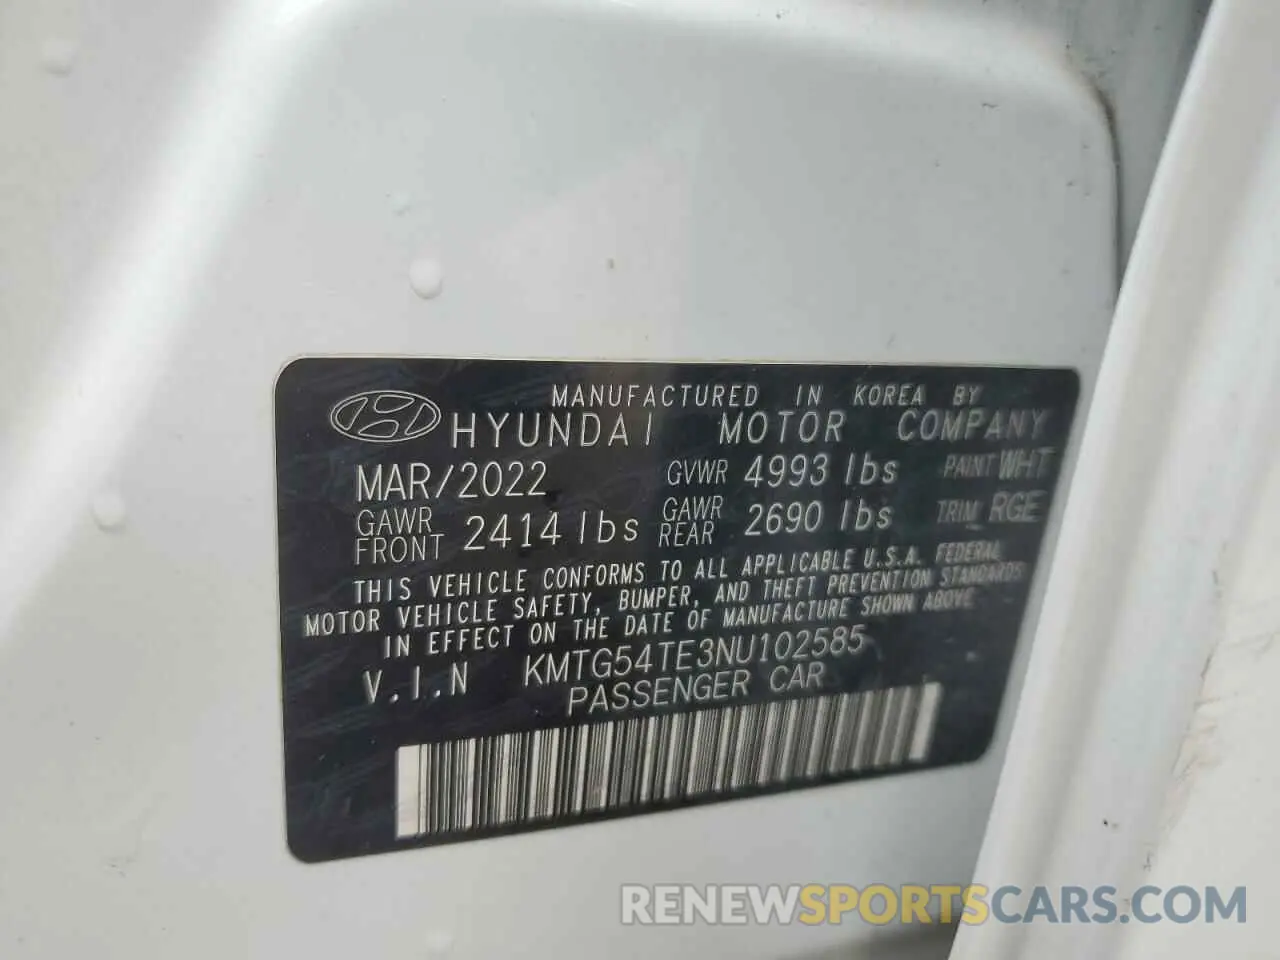 MANUFACTURED IN KOREA BY
HYUNDAI MOTOR COMPANY
MAR/2022 GVWR 4993 lbs PAINT WHT
GAWR FRONT 2414 lbs GAWR REAR 2690 lbs TRIM RGE
THIS VEHICLE CONFORMS TO ALL APPLICABLE U.S.A. FEDERAL
MOTOR VEHICLE SAFETY, BUMPER, AND THEFT PREVENTION STANDARDS
IN EFFECT ON THE DATE OF MANUFACTURE SHOWN ABOVE
V.I.N KMTG54TE3NU102585
PASSENGER CAR
RENEWSPORTSCARS.COM